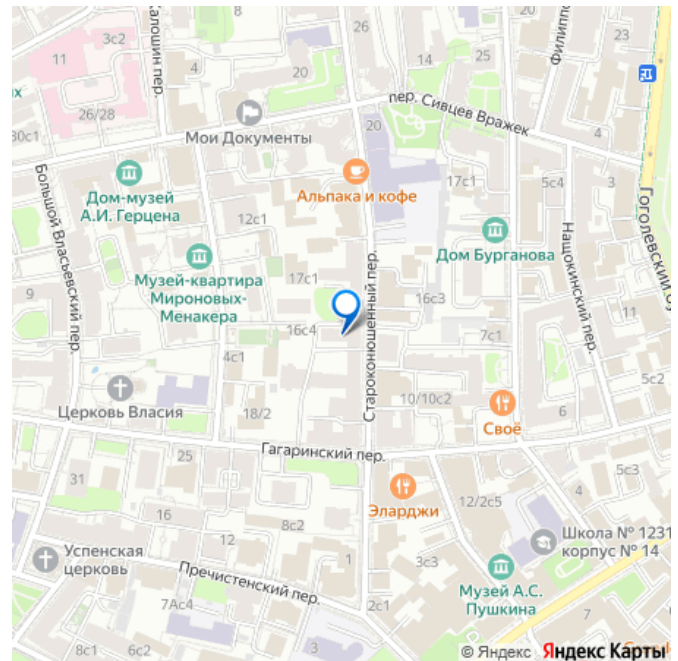 3с2
11
Калошин пер.
4
20
26
14
25
23
26/28
пер. Сивцев Вражек
Мои Документы
20
4
30с1
Дом-музей
А.И. Герцена
Альпака и кофе
17с1
5с4
3
Гоголевский бу
12с1
Большой Власьевский пер.
Дом Бурганова
Нащокинский пер.
Музей-квартира
Мироновых-
Менакера
17с1
16с3
9
16с4
7с1
4с1
Староконюшенный пер.
5с2
Церковь Власия
18/2
10/10с2
6
Своё
Гагаринский пер.
25
5с3
31
Эларджи
12/2с5
4
16
12
8с2
Школа № 1231
корпус № 14
Успенская
церковь
1
3с3
Пречистенский пер.
Музей А.С.
Пушкина
7Ас4
2с1
7
3
8с1
6с2
© Яндекс Яндекс Карты